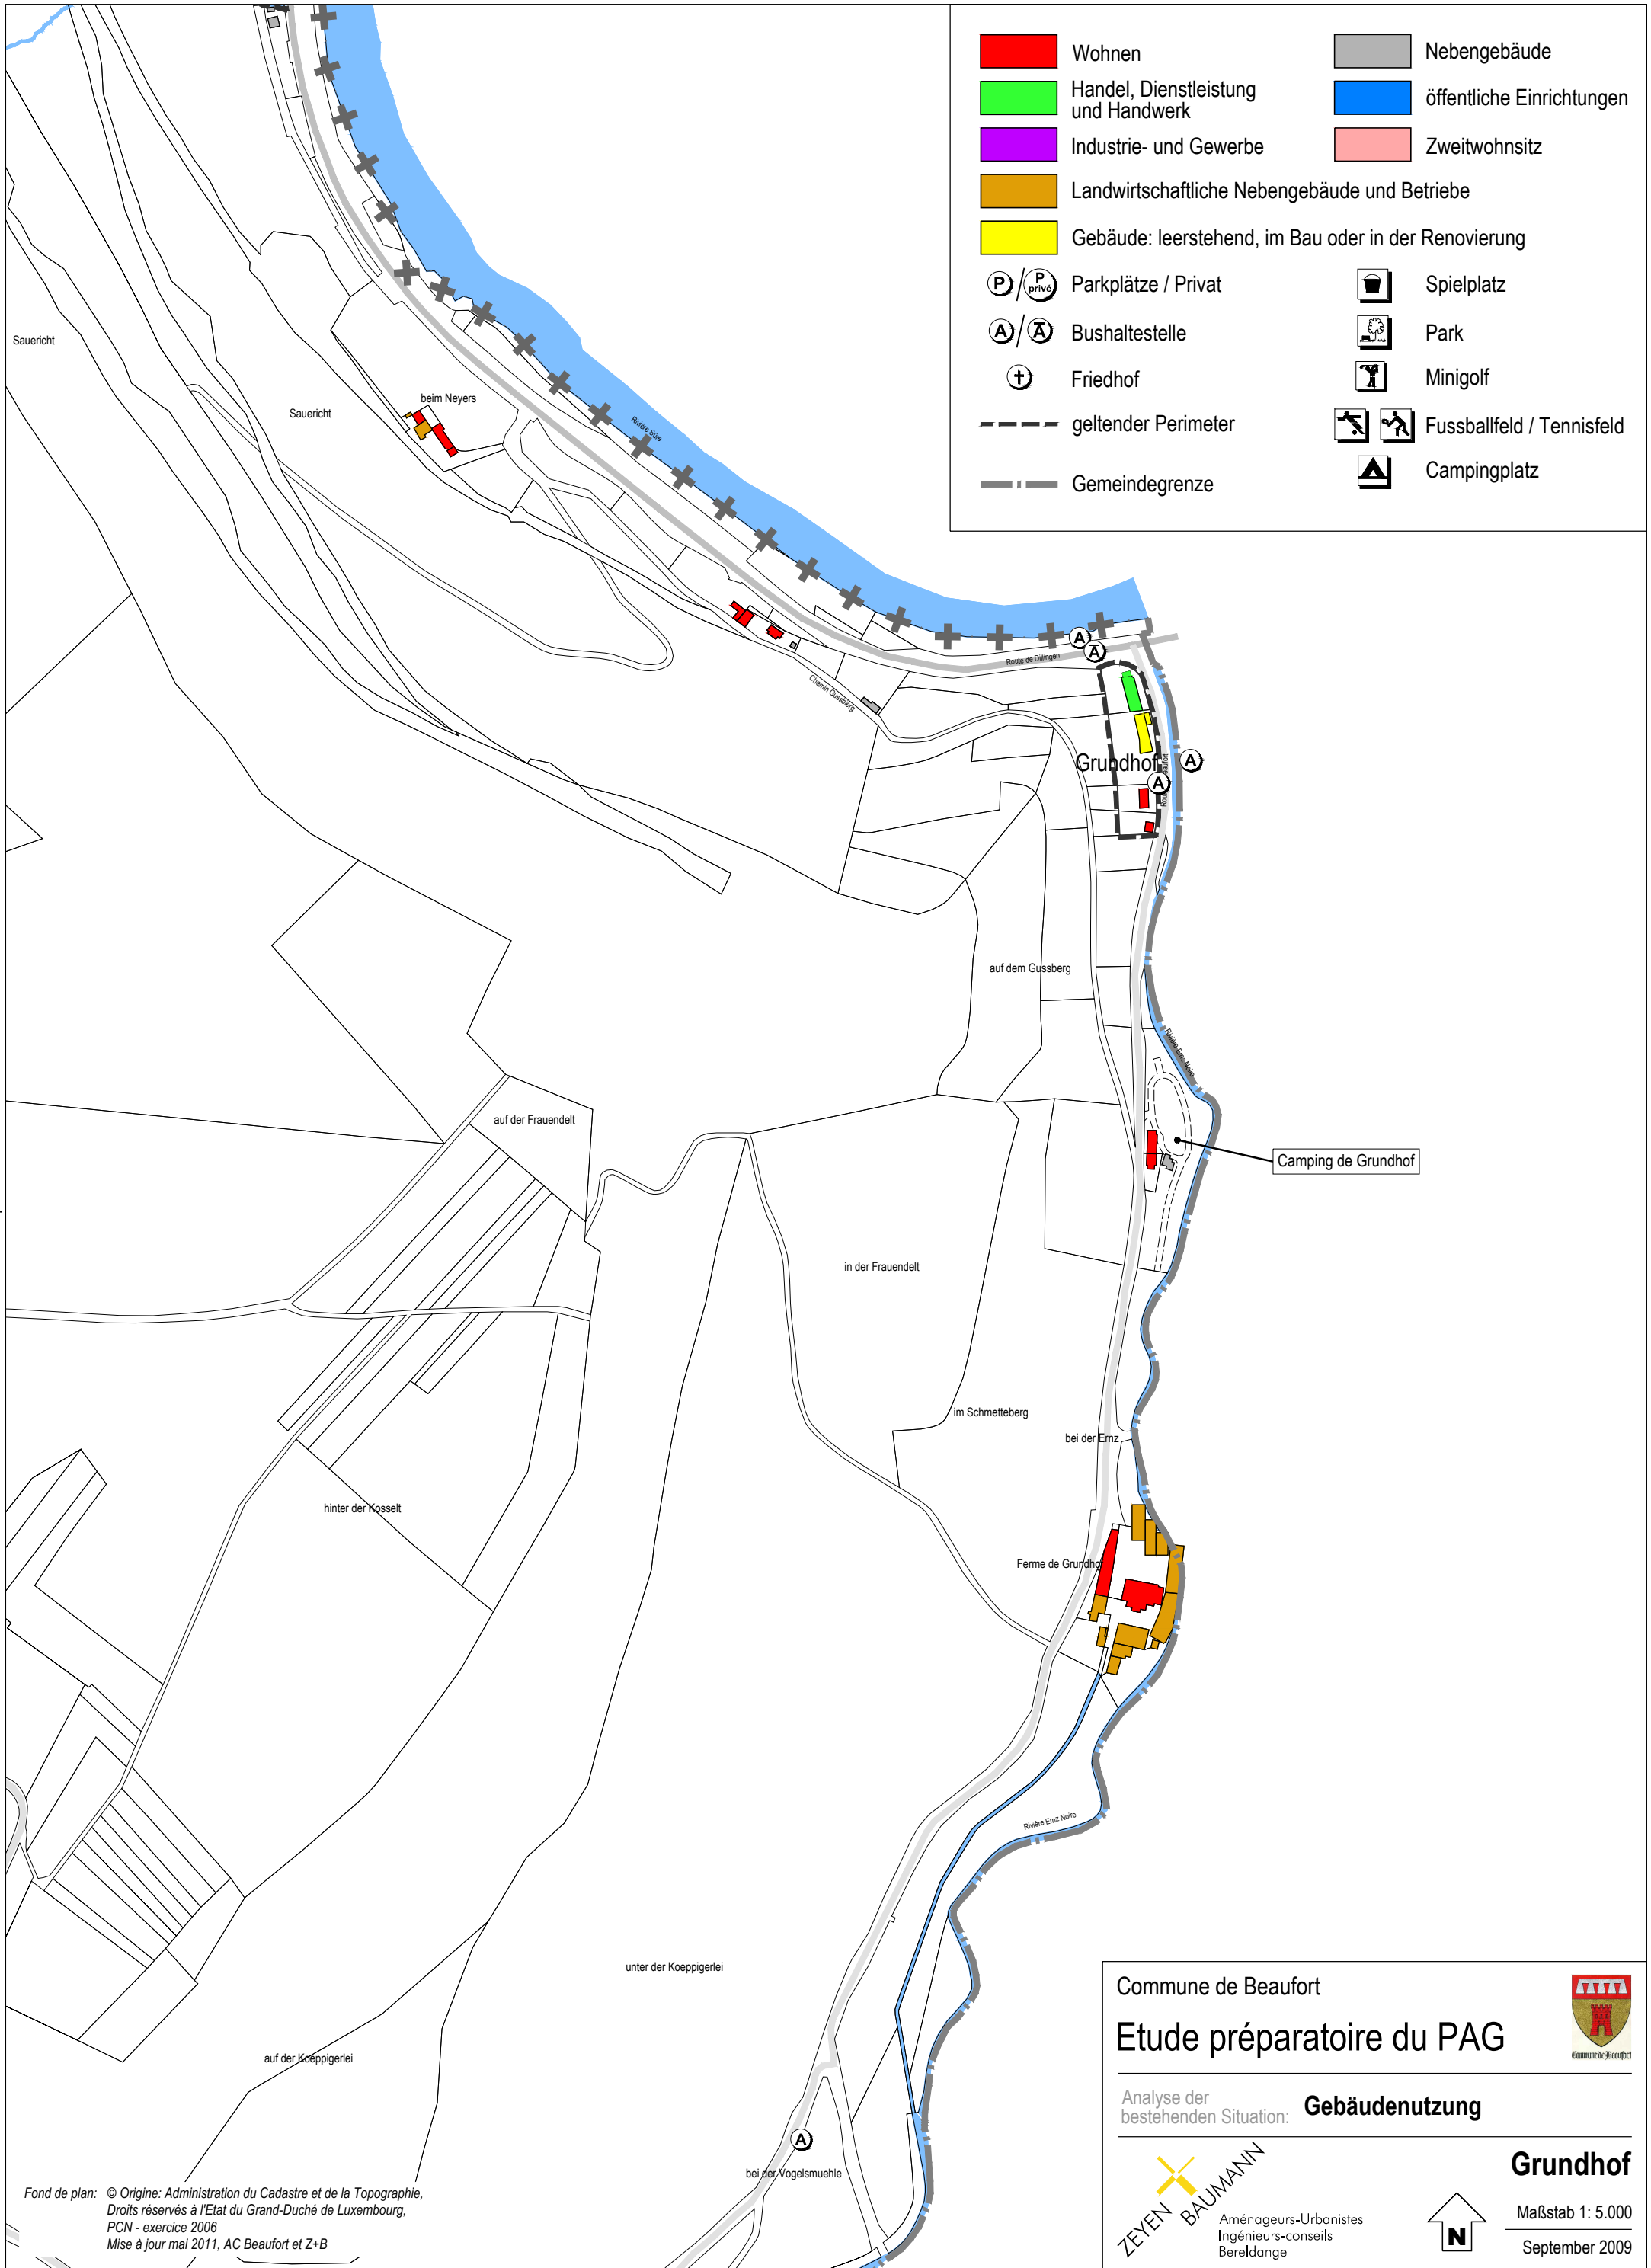 Wohnen
Nebengebäude
Handel, Dienstleistung
und Handwerk
öffentliche Einrichtungen
Industrie- und Gewerbe
Zweitwohnsitz
Landwirtschaftliche Nebengebäude und Betriebe
Gebäude: leerstehend, im Bau oder in der Renovierung
P / P privé Parkplätze / Privat
Spielplatz
A / A Bushaltestelle
Park
Friedhof
Minigolf
geltender Perimeter
Fussballfeld / Tennisfeld
Gemeindegrenze
Campingplatz
Sauericht
Sauericht
beim Neyers
Rivière Sûre
A
A
Route de Dillingen
Chemin Gussberg
Grundhof
A
A
auf dem Gussberg
Rivière Ernz Noire
auf der Frauendelt
Camping de Grundhof
in der Frauendelt
im Schmetteberg
bei der Ernz
hinter der Kosselt
Ferme de Grundhof
Rivière Ernz Noire
unter der Koeppigerlei
auf der Koeppigerlei
A
bei der Vogelsmuehle
Commune de Beaufort
Etude préparatoire du PAG
Commune de Beaufort
Analyse der
bestehenden Situation: Gebäudenutzung
ZEYEN
BAUMANN
Aménageurs-Urbanistes
Ingénieurs-conseils
Bereldange
N
Grundhof
Maßstab 1: 5.000
September 2009
Fond de plan: © Origine: Administration du Cadastre et de la Topographie,
Droits réservés à l'Etat du Grand-Duché de Luxembourg,
PCN - exercice 2006
Mise à jour mai 2011, AC Beaufort et Z+B